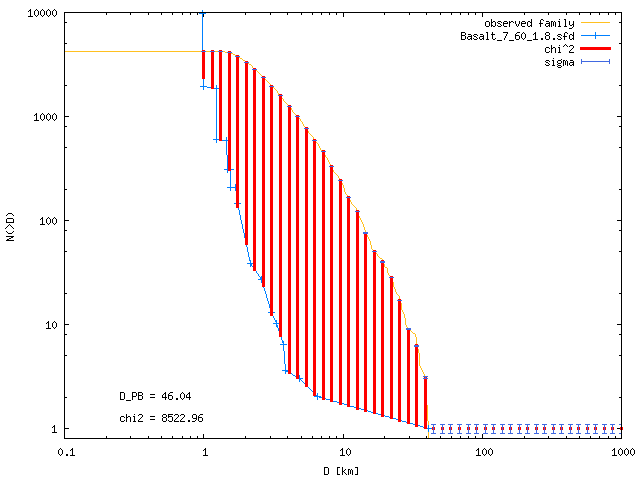 10000
1000
100
10
1
N(>D)
observed family
Basalt_7_60_1.8.sfd
chi^2
sigma
D_PB = 46.04
chi2 = 8522.96
0.1 1 10 100 1000
D [km]